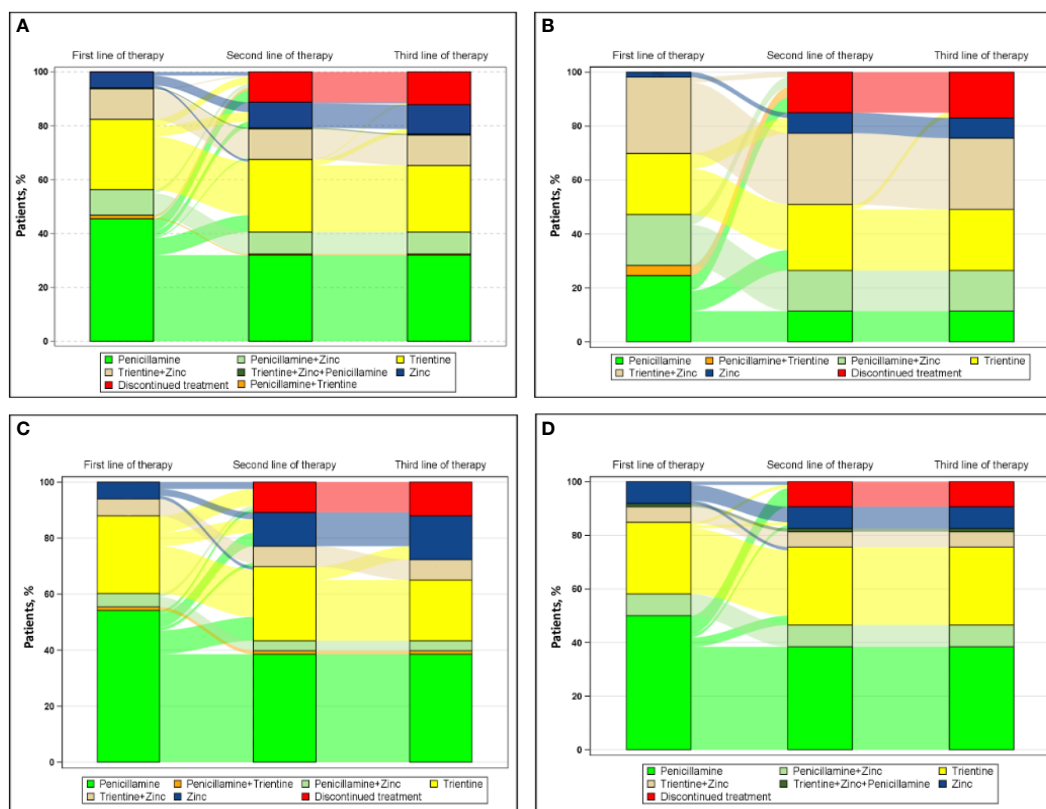 A
First line of therapy Second line of therapy Third line of therapy
100
80
60
40
20
0
Patients, %
Penicillamine Penicillamine+Zinc Trientine
Trientine+Zinc Trientine+Zinc+Penicillamine Zinc
Discontinued treatment Penicillamine+Trientine
B
First line of therapy Second line of therapy Third line of therapy
100
80
60
40
20
0
Patients, %
Penicillamine Penicillamine+Trientine Penicillamine+Zinc Trientine
Trientine+Zinc Zinc Discontinued treatment
C
First line of therapy Second line of therapy Third line of therapy
100
80
60
40
20
0
Patients, %
Penicillamine Penicillamine+Trientine Penicillamine+Zinc Trientine
Trientine+Zinc Zinc Discontinued treatment
D
First line of therapy Second line of therapy Third line of therapy
100
80
60
40
20
0
Patients, %
Penicillamine Penicillamine+Zinc Trientine
Trientine+Zinc Trientine+Zinc+Penicillamine Zinc
Discontinued treatment